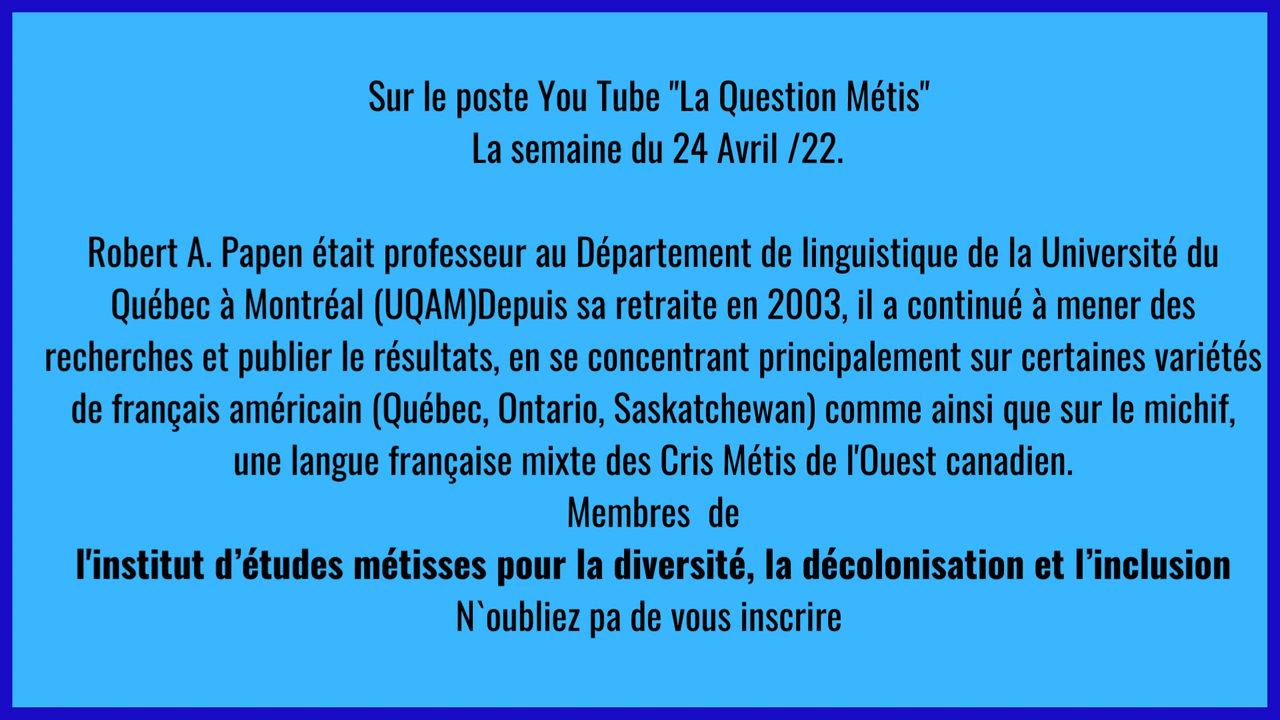 Sur le poste You Tube "La Question Métis"
La semaine du 24 Avril /22.
Robert A. Papen était professeur au Département de linguistique de la Université du
Québec à Montréal (UQAM)Depuis sa retraite en 2003, il a continué à mener des
recherches et publier le résultats, en se concentrant principalement sur certaines variétés
de français américain (Québec, Ontario, Saskatchewan) comme ainsi que sur le michif,
une langue française mixte des Cris Métis de l'Ouest canadien.
Membres de
l'institut d’études métisses pour la diversité, la décolonisation et l’inclusion
N`oubliez pa de vous inscrire